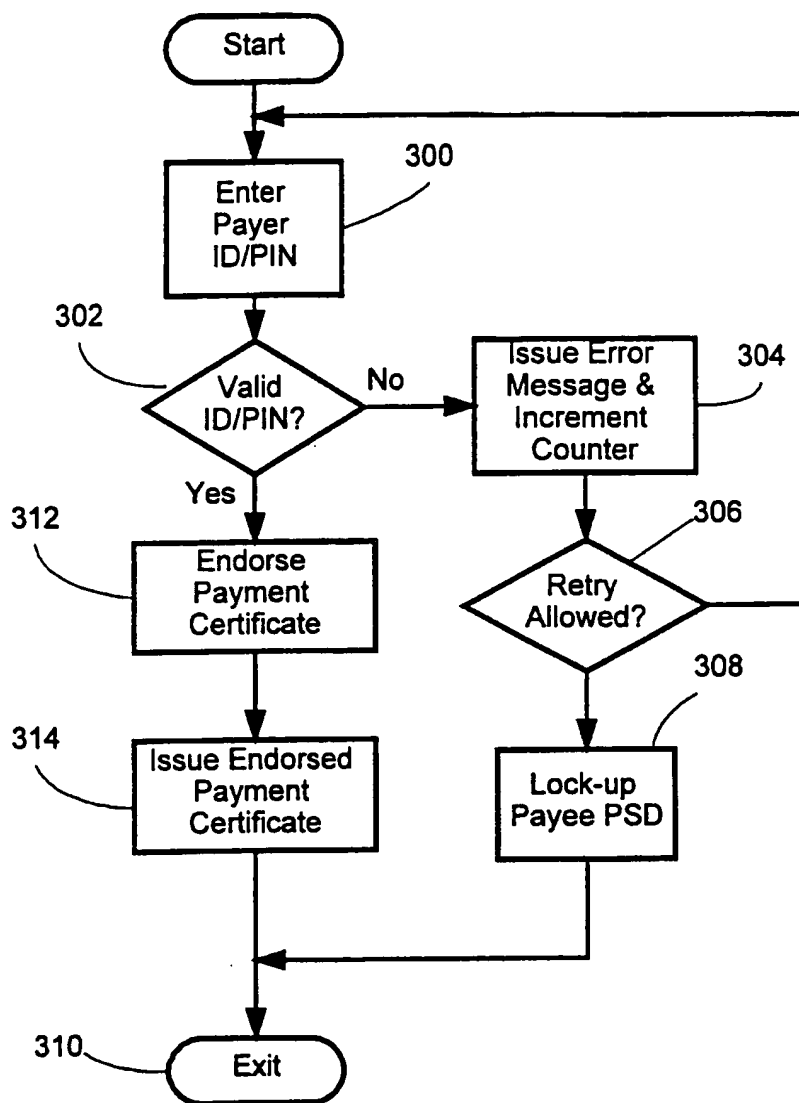 Start
300
Enter
Payer
ID/PIN
302
Valid
ID/PIN?
No
Issue Error
Message &
Increment
Counter
304
Yes
312
Endorse
Payment
Certificate
306
Retry
Allowed?
308
314
Issue Endorsed
Payment
Certificate
Lock-up
Payee PSD
310
Exit